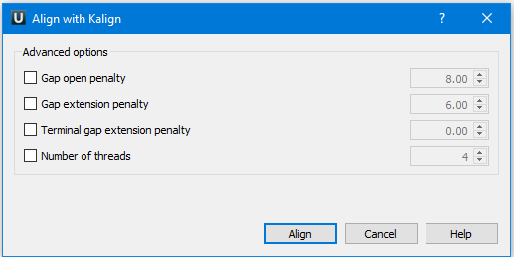 U Align with Kalign ?
Advanced options
Gap open penalty 8.00
Gap extension penalty 6.00
Terminal gap extension penalty 0.00
Number of threads 4
Align Cancel Help